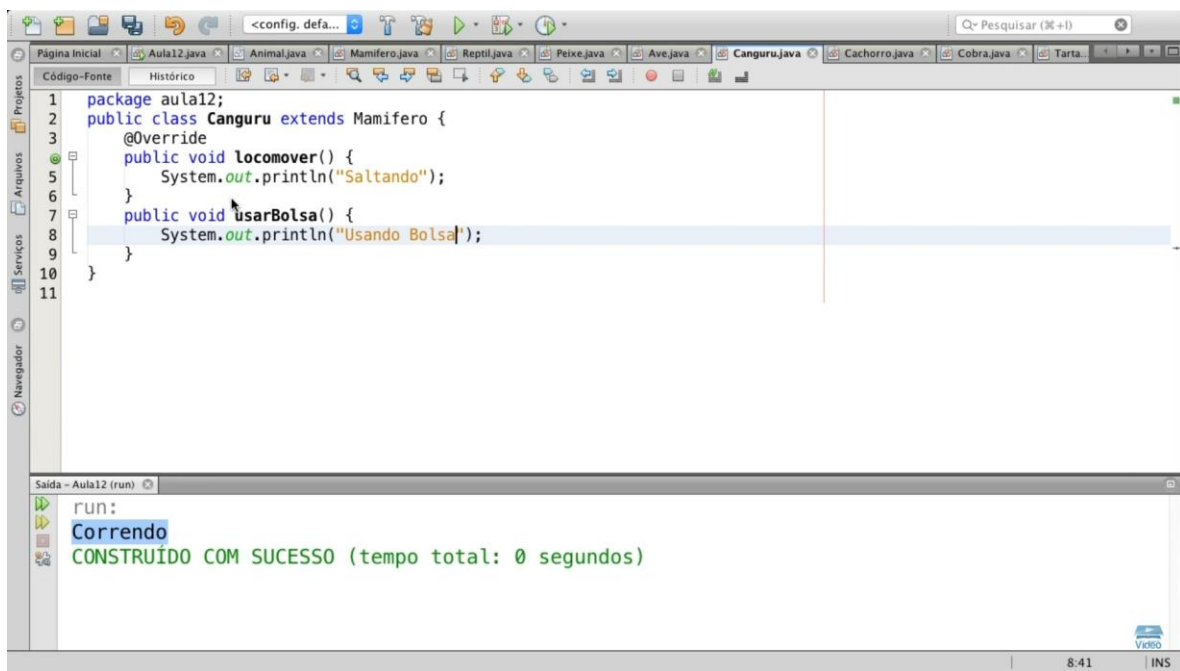 <config. defa...
Pesquisar (⌘+I)
Página Inicial Aula12.java Animal.java Mamifero.java Reptil.java Peixe.java Ave.java Canguru.java Cachorro.java Cobra.java Tarta...
Projetos
Arquivos
Serviços
Navegador
Código-Fonte Histórico
1 package aula12;
2 public class Canguru extends Mamifero {
3 @Override
public void locomover() {
5 System.out.println("Saltando");
6 }
7 public void usarBolsa() {
8 System.out.println("Usando Bolsa");
9 }
10 }
11
Saída - Aula12 (run)
run:
Correndo
CONSTRUÍDO COM SUCESSO (tempo total: 0 segundos)
Vídeo
8:41 INS